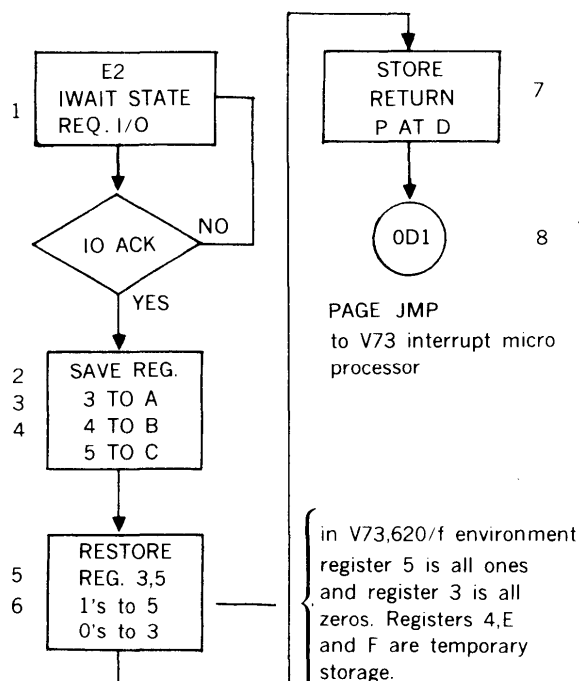 1
E2
IWAIT STATE
REQ. I/O
IO ACK
NO
YES
2
3
4
SAVE REG.
3 TO A
4 TO B
5 TO C
5
6
RESTORE
REG. 3,5
1's to 5
0's to 3
in V73,620/f environment
register 5 is all ones
and register 3 is all
zeros. Registers 4,E
and F are temporary
storage.
STORE
RETURN
P AT D
7
0D1
8
PAGE JMP
to V73 interrupt micro
processor